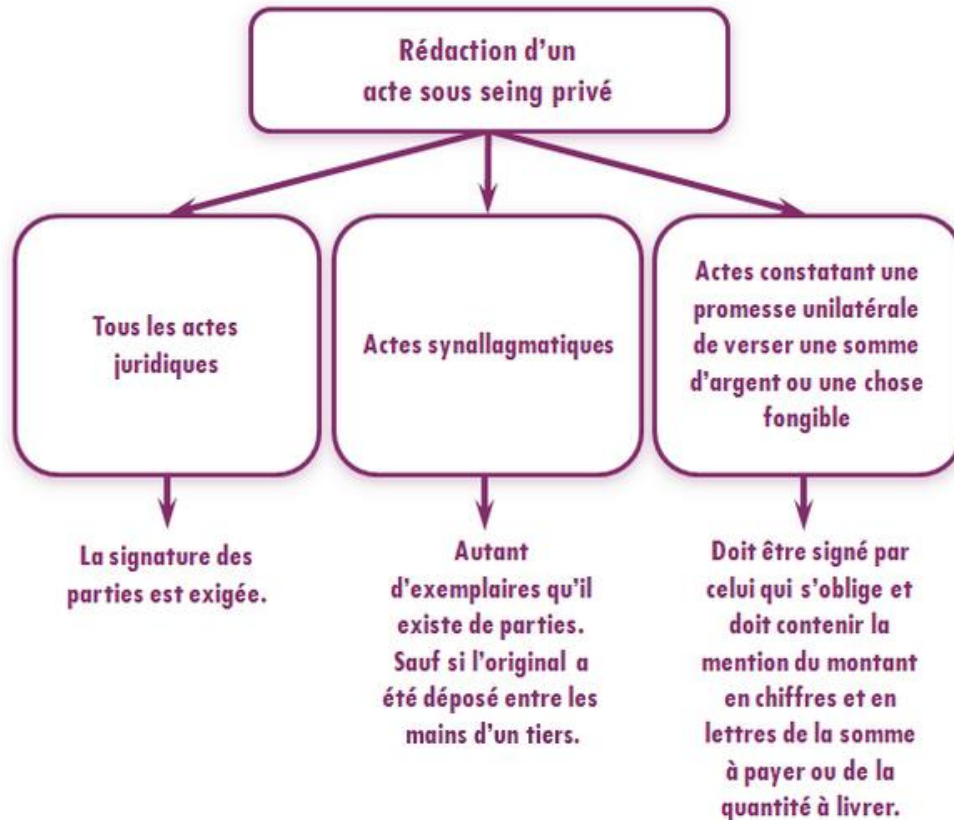 Rédaction d’un
acte sous seing privé
Tous les actes
juridiques
La signature des
parties est exigée.
Actes synallagmatiques
Autant
d’exemplaires qu’il
existe de parties.
Sauf si l’original a
été déposé entre les
mains d’un tiers.
Actes constatant une
promesse unilatérale
de verser une somme
d’argent ou une chose
fongible
Doit être signé par
celui qui s’oblige et
doit contenir la
mention du montant
en chiffres et en
lettres de la somme
à payer ou de la
quantité à livrer.